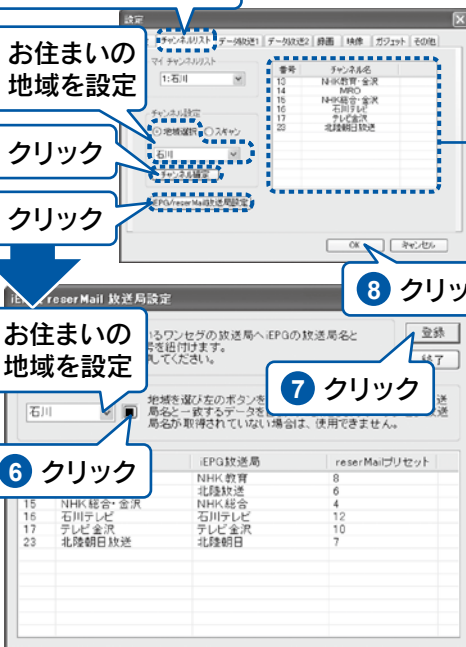 設定
チャンネルリスト
データ放送1
データ放送2
録画
映像
ガジェット
その他
お住まいの
地域を設定
マイ チャンネルリスト
1:石川
番号 チャンネル名
13 NHK教育・金沢
14 MRO
15 NHK総合・金沢
16 石川テレビ
17 テレビ金沢
23 北陸朝日放送
チャンネル設定
地域選択 スキャン
石川
クリック
チャンネル確定
クリック
iEPG/reserMail放送局設定
OK キャンセル
8 クリッ
reserMail 放送局設定
お住まいの
地域を設定
るワンセグの放送局へiEPGの放送局名と
号を紐付けます。
してください。
登録
終了
7 クリック
石川
地域を選び左のボタンを
局名と一致するデータを
局名が取得されていない場合は、使用できません。
6 クリック
iEPG放送局 reserMailプリセット
NHK教育 8
北陸放送 6
15 NHK総合・金沢 NHK総合 4
16 石川テレビ 石川テレビ 12
17 テレビ金沢 テレビ金沢 10
23 北陸朝日放送 北陸朝日 7